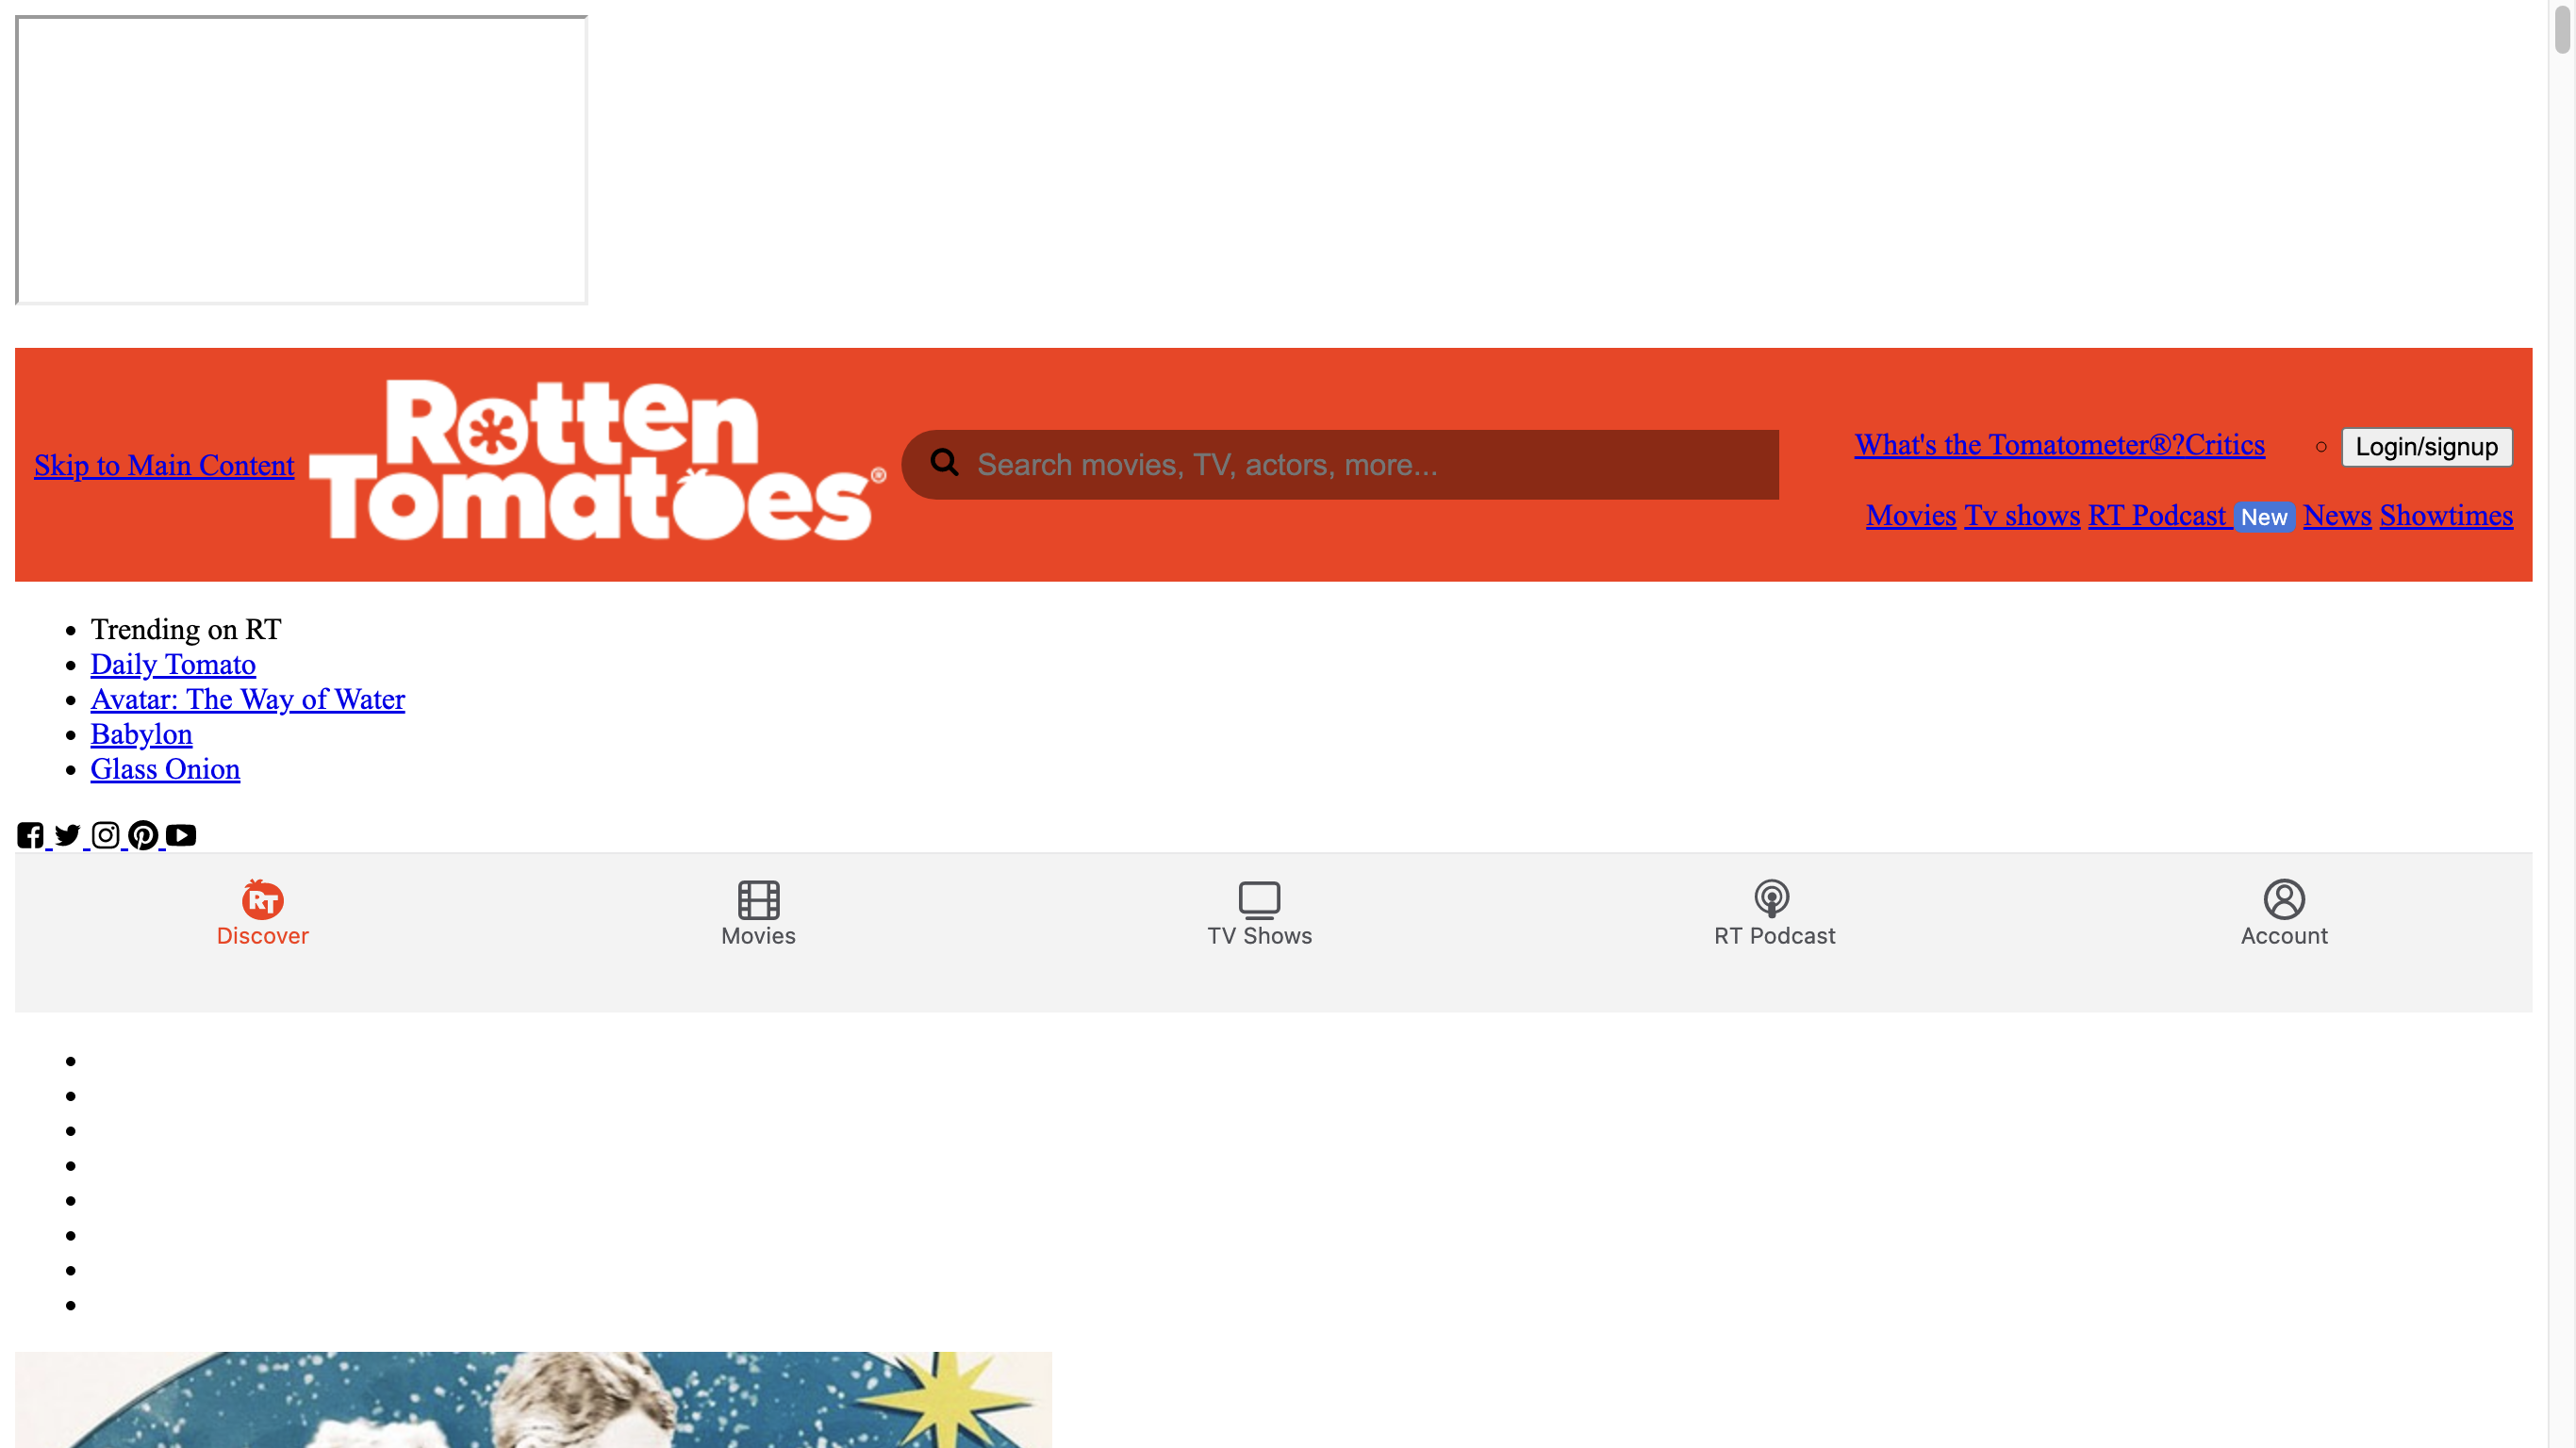 Skip to Main Content
Rotten
Tomatoes®
Search movies, TV, actors, more...
What's the Tomatometer®?Critics
Login/signup
Movies Tv shows RT Podcast New News Showtimes
Trending on RT
Daily Tomato
Avatar: The Way of Water
Babylon
Glass Onion
RT
Discover
Movies
TV Shows
RT Podcast
Account